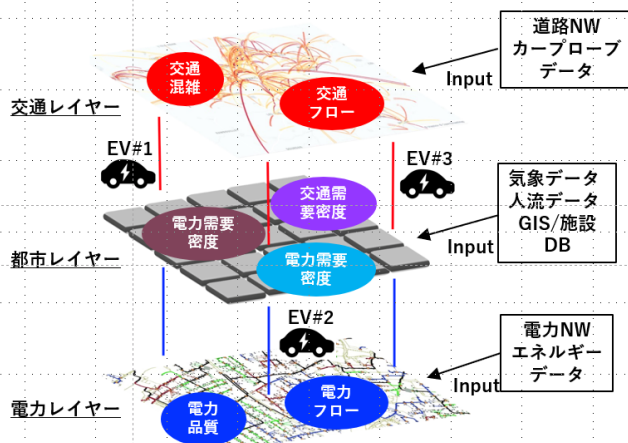 道路NW
カープローブ
データ
Input
交通
混雑
交通
フロー
交通レイヤー
EV#1
EV#3
気象データ
人流データ
GIS/施設
DB
Input
交通需
要密度
電力需要
密度
電力需要
密度
都市レイヤー
EV#2
電力NW
エネルギー
データ
Input
電力
フロー
電力
品質
電力レイヤー